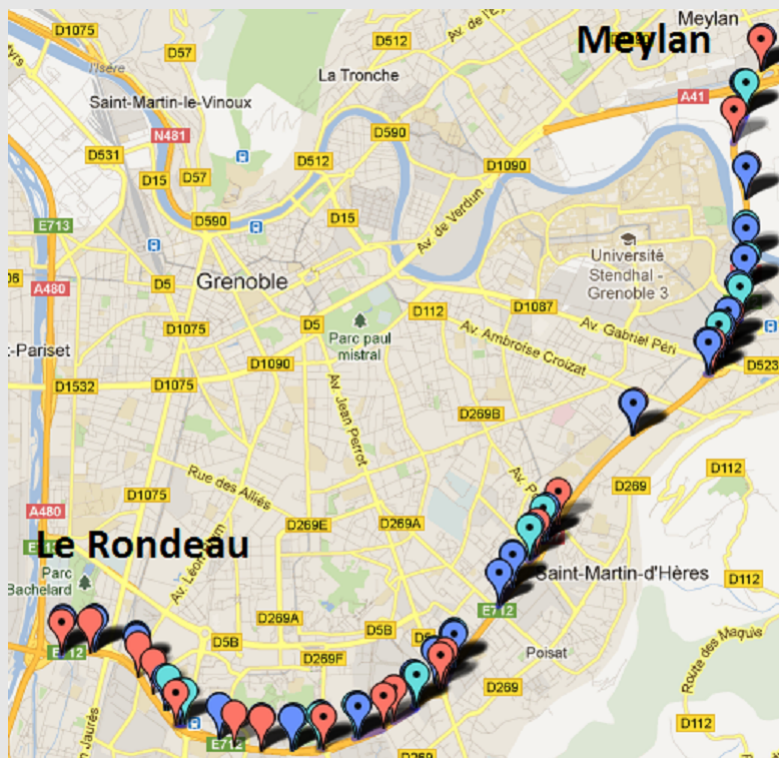 D1075
D512
Av. de l'E
Meylan
Meylan
D57
l'Isère
La Tronche
Saint-Martin-le-Vinoux
A41
N481
D590
D531
D512
D1090
D15
D57
D15
D590
Av. de Verdun
E713
Université
Stendhal -
Grenoble 3
Grenoble
D5
A480
D112
D1087
D1075
D5
Parc paul
mistral
Av. Ambroise Croizat
Av. Gabriel Péri
t-Pariset
D1090
D523
D1532
D1075
Av. Jean Perrot
D269B
D112
Rue des Alliés
D1075
D269
A480
D269E
D269A
Le Rondeau
Parc
Bachelard
Saint-Martin-d'Hères
D112
D269A
E712
D5B
D5B
E712
D269F
Poisat
D269
Route des Maquis
Jaurès
E712
D269
D112